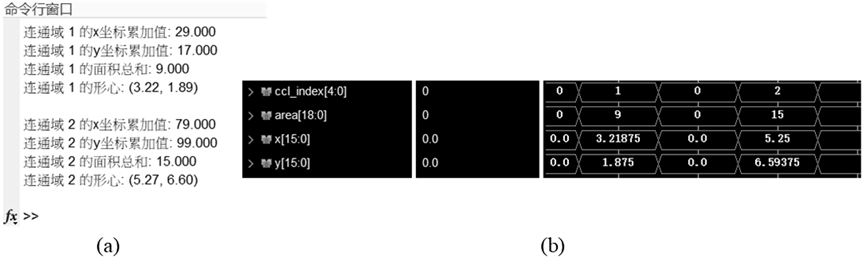 命令行窗口
连通域 1 的x坐标累加值: 29.000
连通域 1 的y坐标累加值: 17.000
连通域 1 的面积总和: 9.000
连通域 1 的形心: (3.22, 1.89)
连通域 2 的x坐标累加值: 79.000
连通域 2 的y坐标累加值: 99.000
连通域 2 的面积总和: 15.000
连通域 2 的形心: (5.27, 6.60)
fx >>
(a)
ccl_index[4:0] 0 0 1 0 2
area[18:0] 0 0 9 0 15
x[15:0] 0.0 0.0 3.21875 0.0 5.25
y[15:0] 0.0 0.0 1.875 0.0 6.59375
(b)